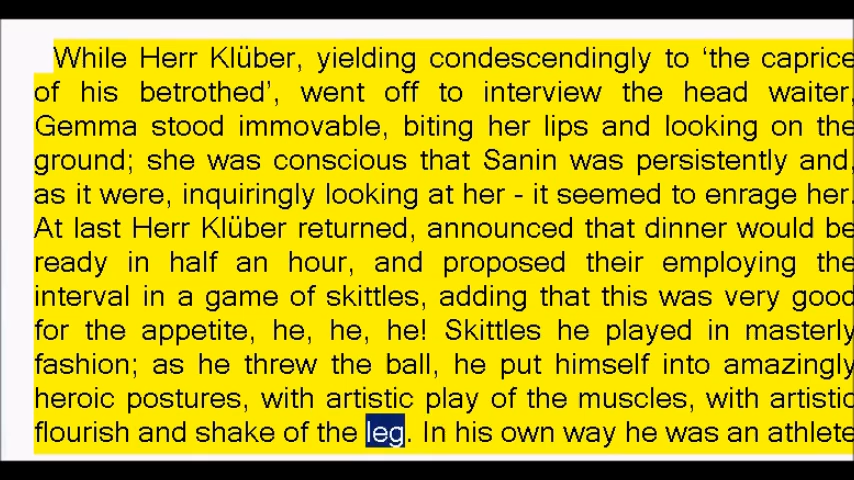 While Herr Klüber, yielding condescendingly to ‘the caprice
of his betrothed’, went off to interview the head waiter,
Gemma stood immovable, biting her lips and looking on the
ground; she was conscious that Sanin was persistently and,
as it were, inquiringly looking at her - it seemed to enrage her.
At last Herr Klüber returned, announced that dinner would be
ready in half an hour, and proposed their employing the
interval in a game of skittles, adding that this was very good
for the appetite, he, he, he! Skittles he played in masterly
fashion; as he threw the ball, he put himself into amazingly
heroic postures, with artistic play of the muscles, with artistic
flourish and shake of the leg. In his own way he was an athlete